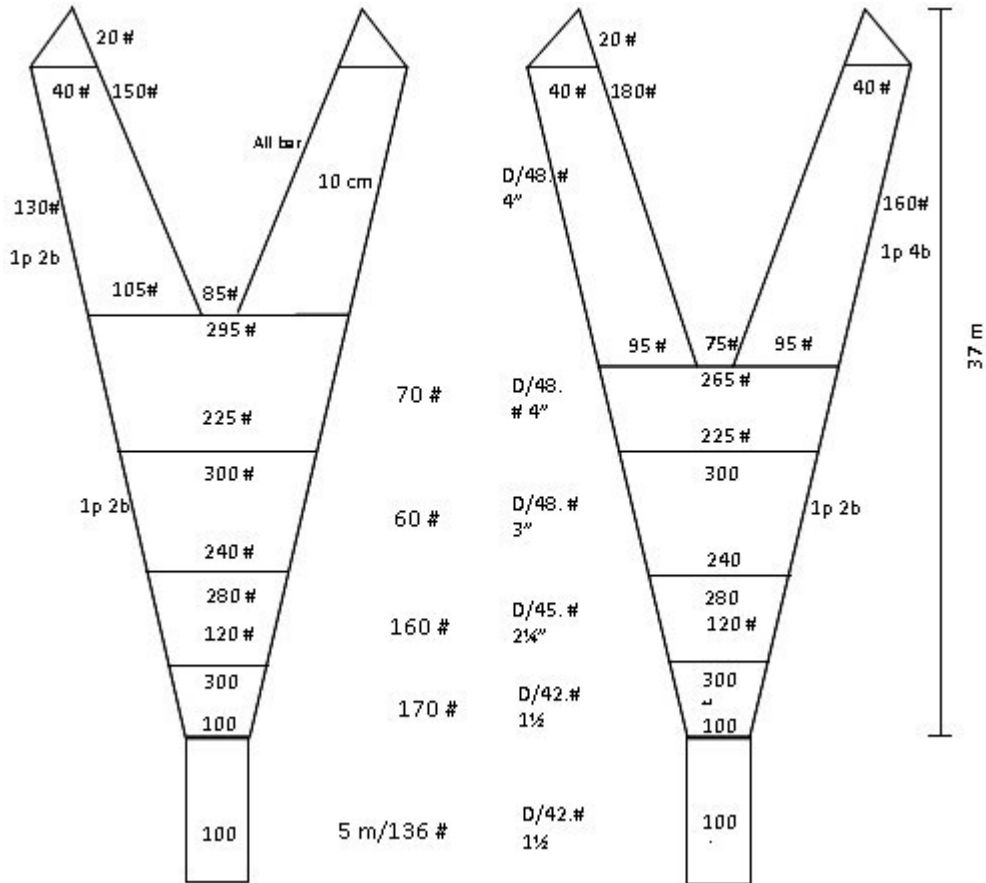 20 #
40 # 150#
All bar
10 cm
130#
1p 2b
105# 85#
295 #
225 #
300 #
1p 2b
240 #
280 #
120 #
300
100
100
70 #
60 #
160 #
170 #
5 m/136 #
D/48. #
4”
D/48.
# 4”
D/48. #
3”
D/45. #
2¼”
D/42.#
1½
D/42.#
1½
20 #
40 # 180#
40 #
160#
1p 4b
95 # 75# 95 #
265 #
225 #
300
1p 2b
240
280
120 #
300
100
100
37 m